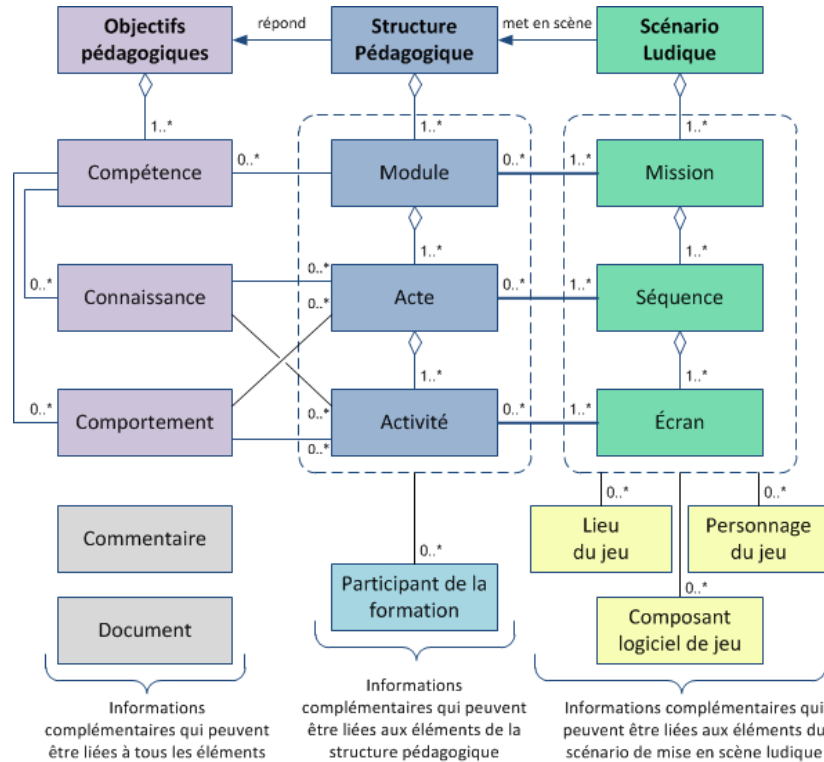 Objectifs
pédagogiques
répond
Structure
Pédagogique
met en scène
Scénario
Ludique
1..*
1..*
1..*
Compétence
0..*
Module
0..*
1..*
Mission
1..*
1..*
0..*
Connaissance
0..*
0..*
Acte
0..*
1..*
Séquence
1..*
1..*
0..*
Comportement
0..*
0..*
Activité
0..*
1..*
Écran
0..*
0..*
Commentaire
Lieu
du jeu
Personnage
du jeu
0..*
0..*
Document
Participant de la
formation
Composant
logiciel de jeu
Informations
complémentaires qui peuvent
être liées à tous les éléments
Informations
complémentaires qui peuvent
être liées aux éléments de la
structure pédagogique
Informations complémentaires qui
peuvent être liées aux éléments du
scénario de mise en scène ludique